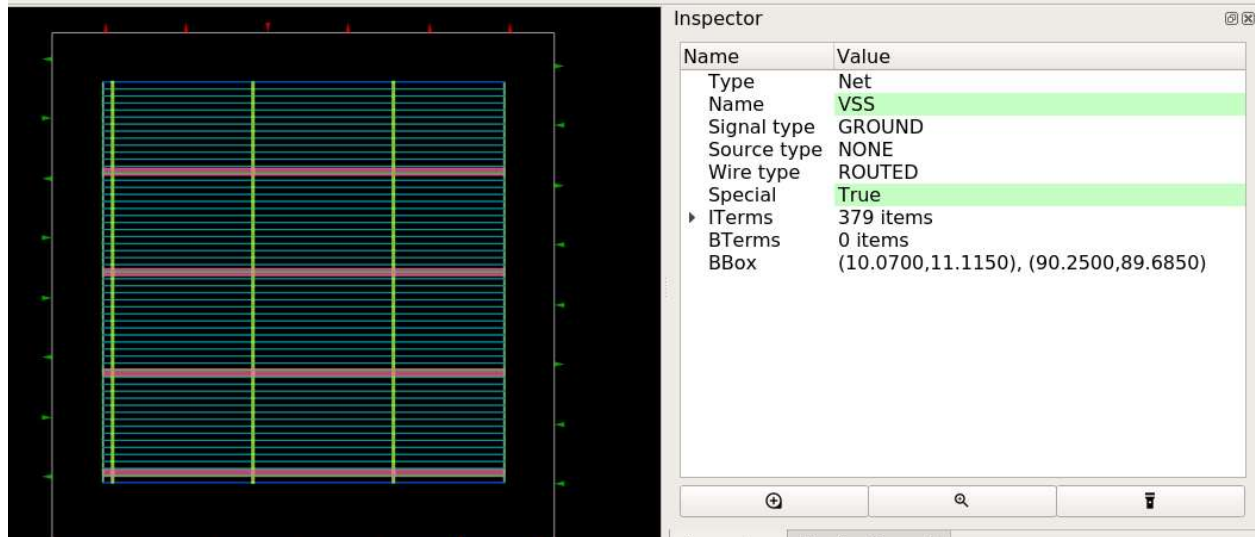 Inspector
Name Value
Type Net
Name VSS
Signal type GROUND
Source type NONE
Wire type ROUTED
Special True
ITerms 379 items
BTerms 0 items
BBox (10.0700,11.1150), (90.2500,89.6850)